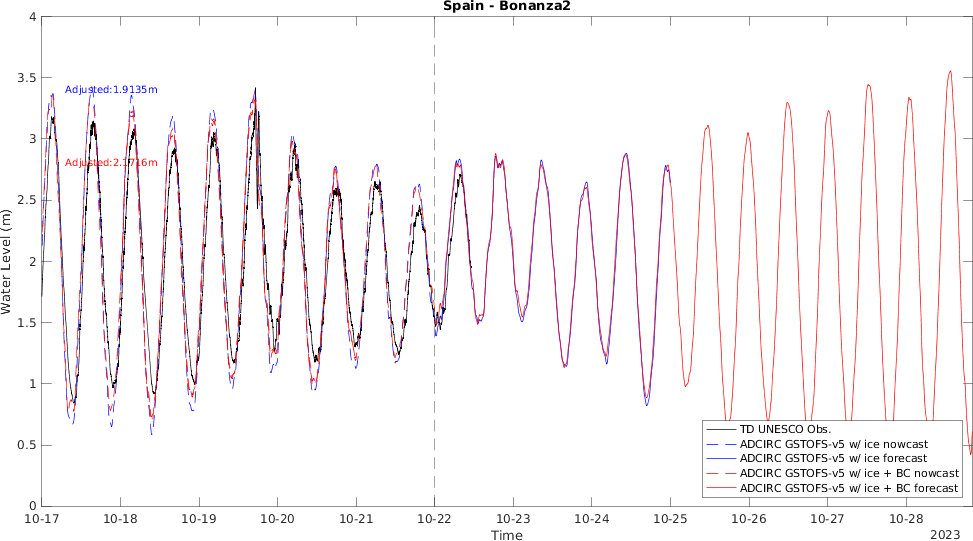 Spain - Bonanza2
4
3.5
3
2.5
2
1.5
1
0.5
0
Water Level (m)
Adjusted:1.9135m
Adjusted:2.1716m
TD UNESCO Obs.
ADCIRC GSTOFS-v5 w/ ice nowcast
ADCIRC GSTOFS-v5 w/ ice forecast
ADCIRC GSTOFS-v5 w/ ice + BC nowcast
ADCIRC GSTOFS-v5 w/ ice + BC forecast
10-17 10-18 10-19 10-20 10-21 10-22 10-23 10-24 10-25 10-26 10-27 10-28
Time
2023